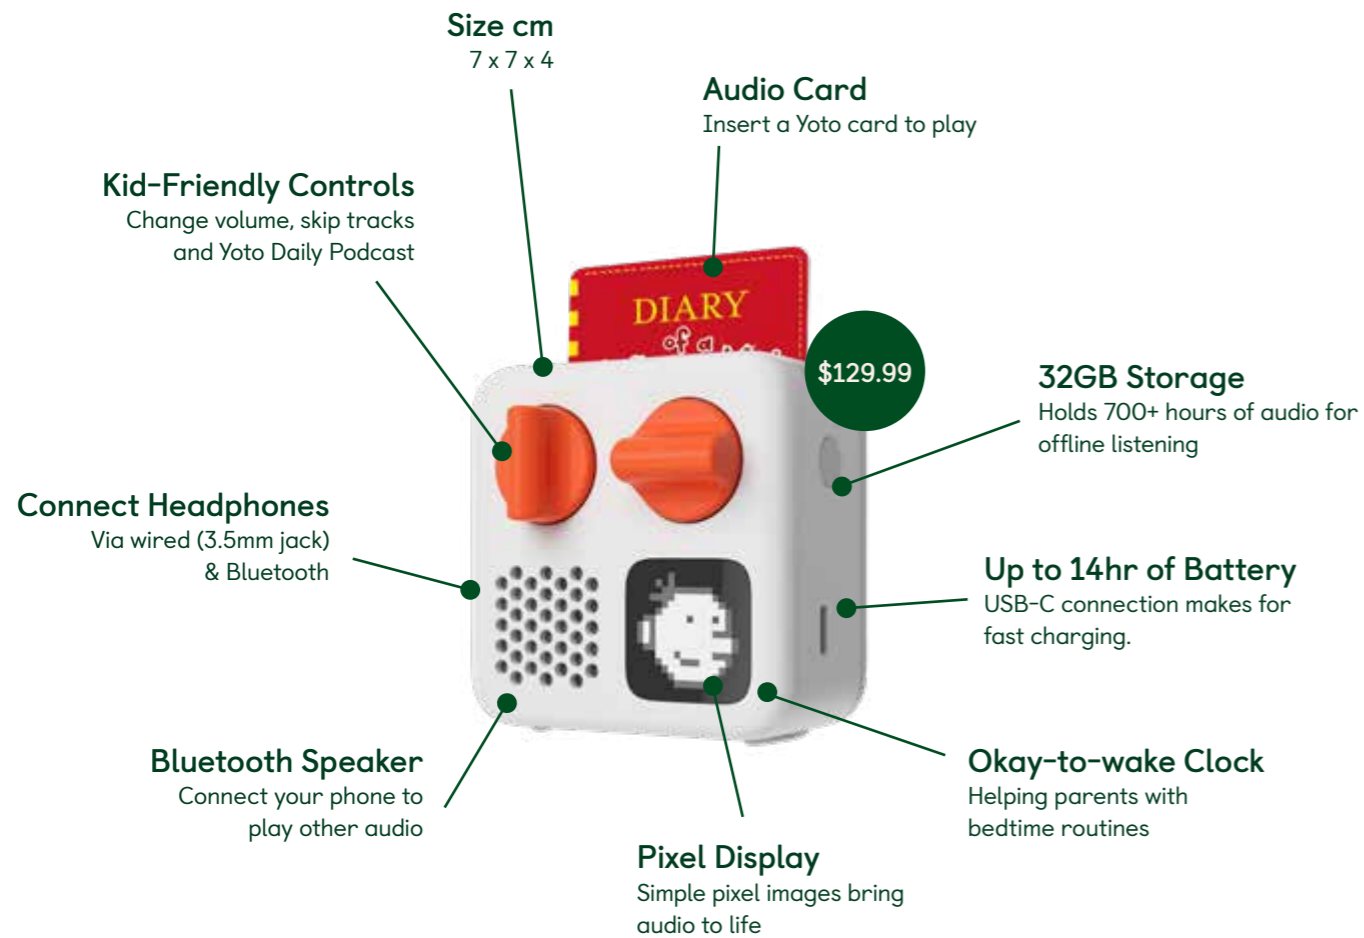 Size cm
7 x 7 x 4
Audio Card
Insert a Yoto card to play
Kid-Friendly Controls
Change volume, skip tracks
and Yoto Daily Podcast
DIARY
of a
$129.99
32GB Storage
Holds 700+ hours of audio for
offline listening
Connect Headphones
Via wired (3.5mm jack)
& Bluetooth
Up to 14hr of Battery
USB-C connection makes for
fast charging.
Bluetooth Speaker
Connect your phone to
play other audio
Okay-to-wake Clock
Helping parents with
bedtime routines
Pixel Display
Simple pixel images bring
audio to life